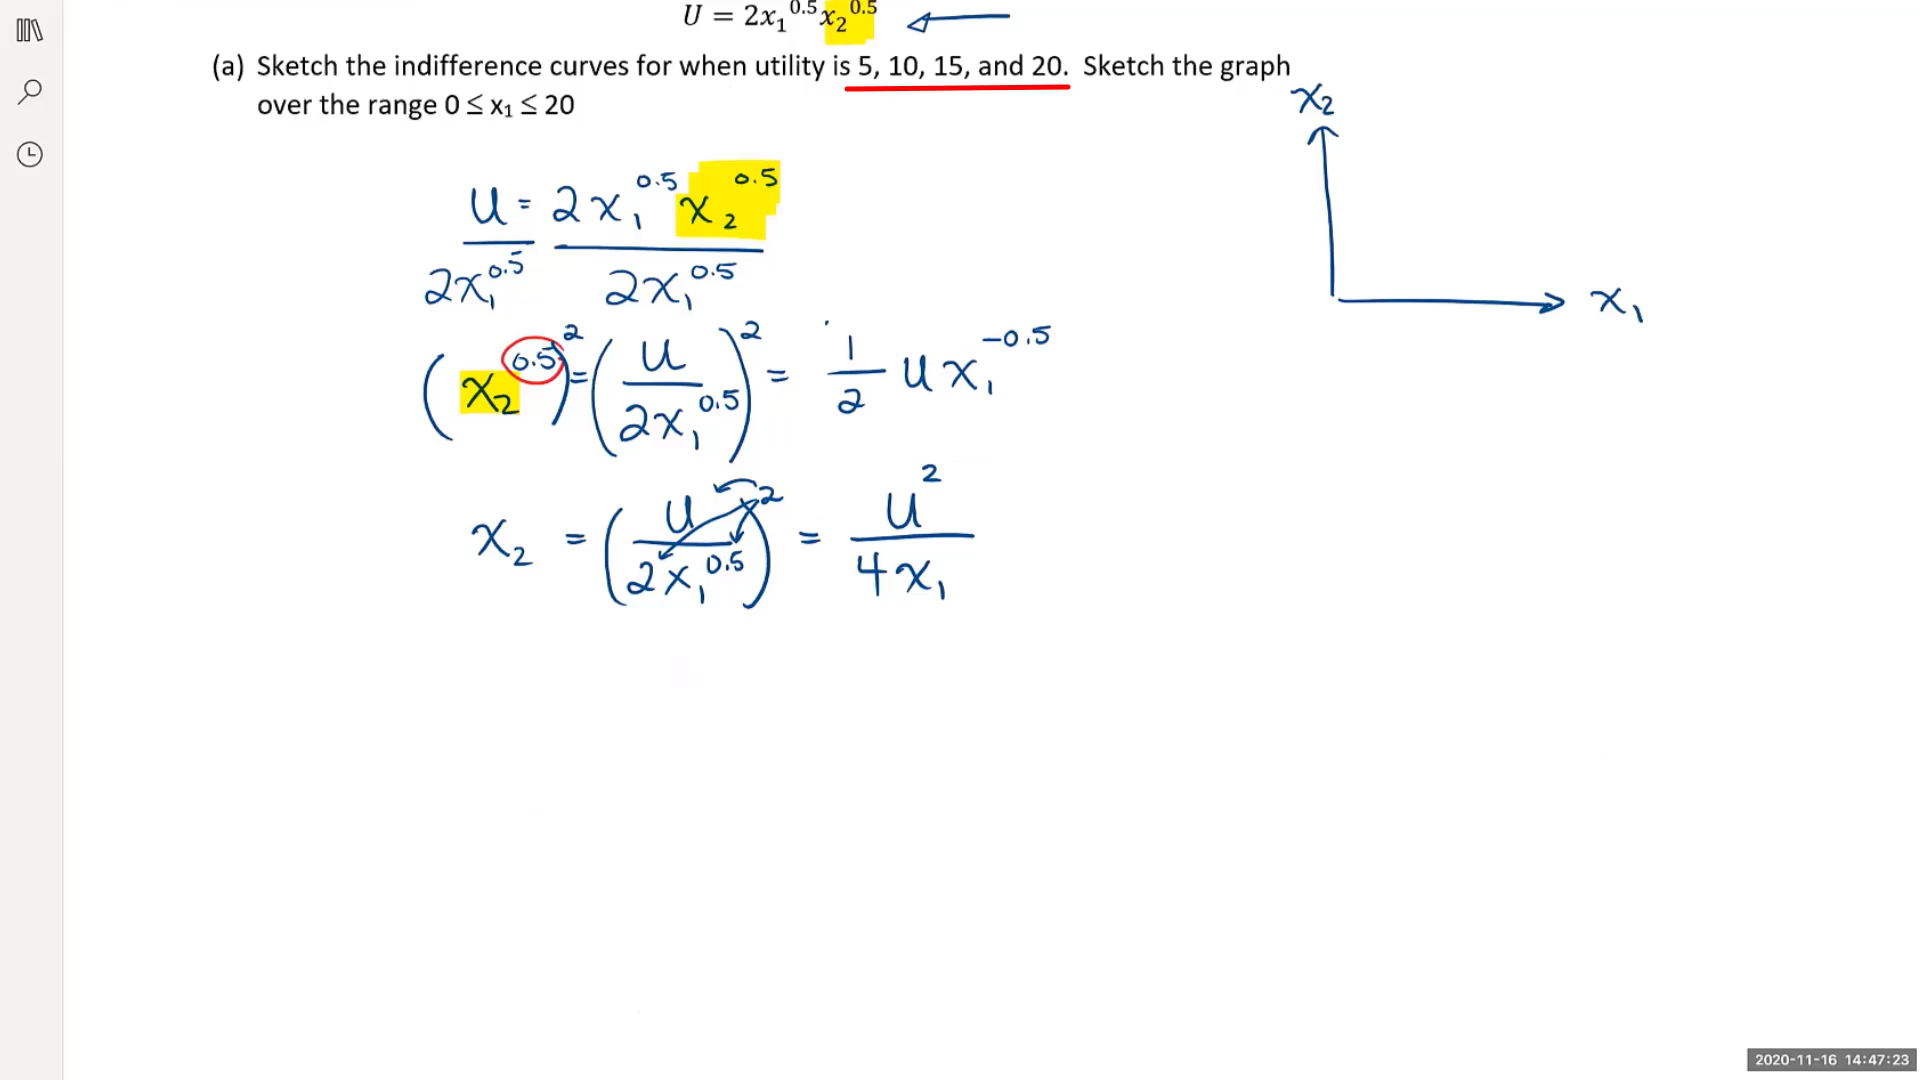 U = 2x₁^0.5 x₂^0.5
(a) Sketch the indifference curves for when utility is 5, 10, 15, and 20. Sketch the graph
over the range 0 ≤ x₁ ≤ 20
x₂
x₁
U = 2x₁^0.5 x₂^0.5
2x₁^0.5 2x₁^0.5
(x₂^0.5)^2 = (U / 2x₁^0.5)^2 = 1/2 U x₁^-0.5
x₂ = (U / 2x₁^0.5)^2 = U^2 / 4x₁
2020-11-16 14:47:23